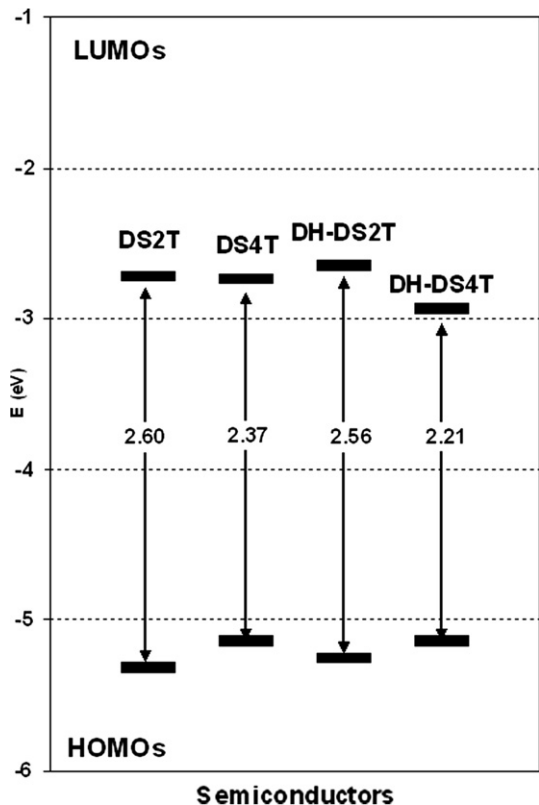 -1
LUMOs
-2
DS2T DS4T DH-DS2T DH-DS4T
-3
E (eV)
2.60 2.37 2.56 2.21
-4
-5
HOMOs
-6
Semiconductors